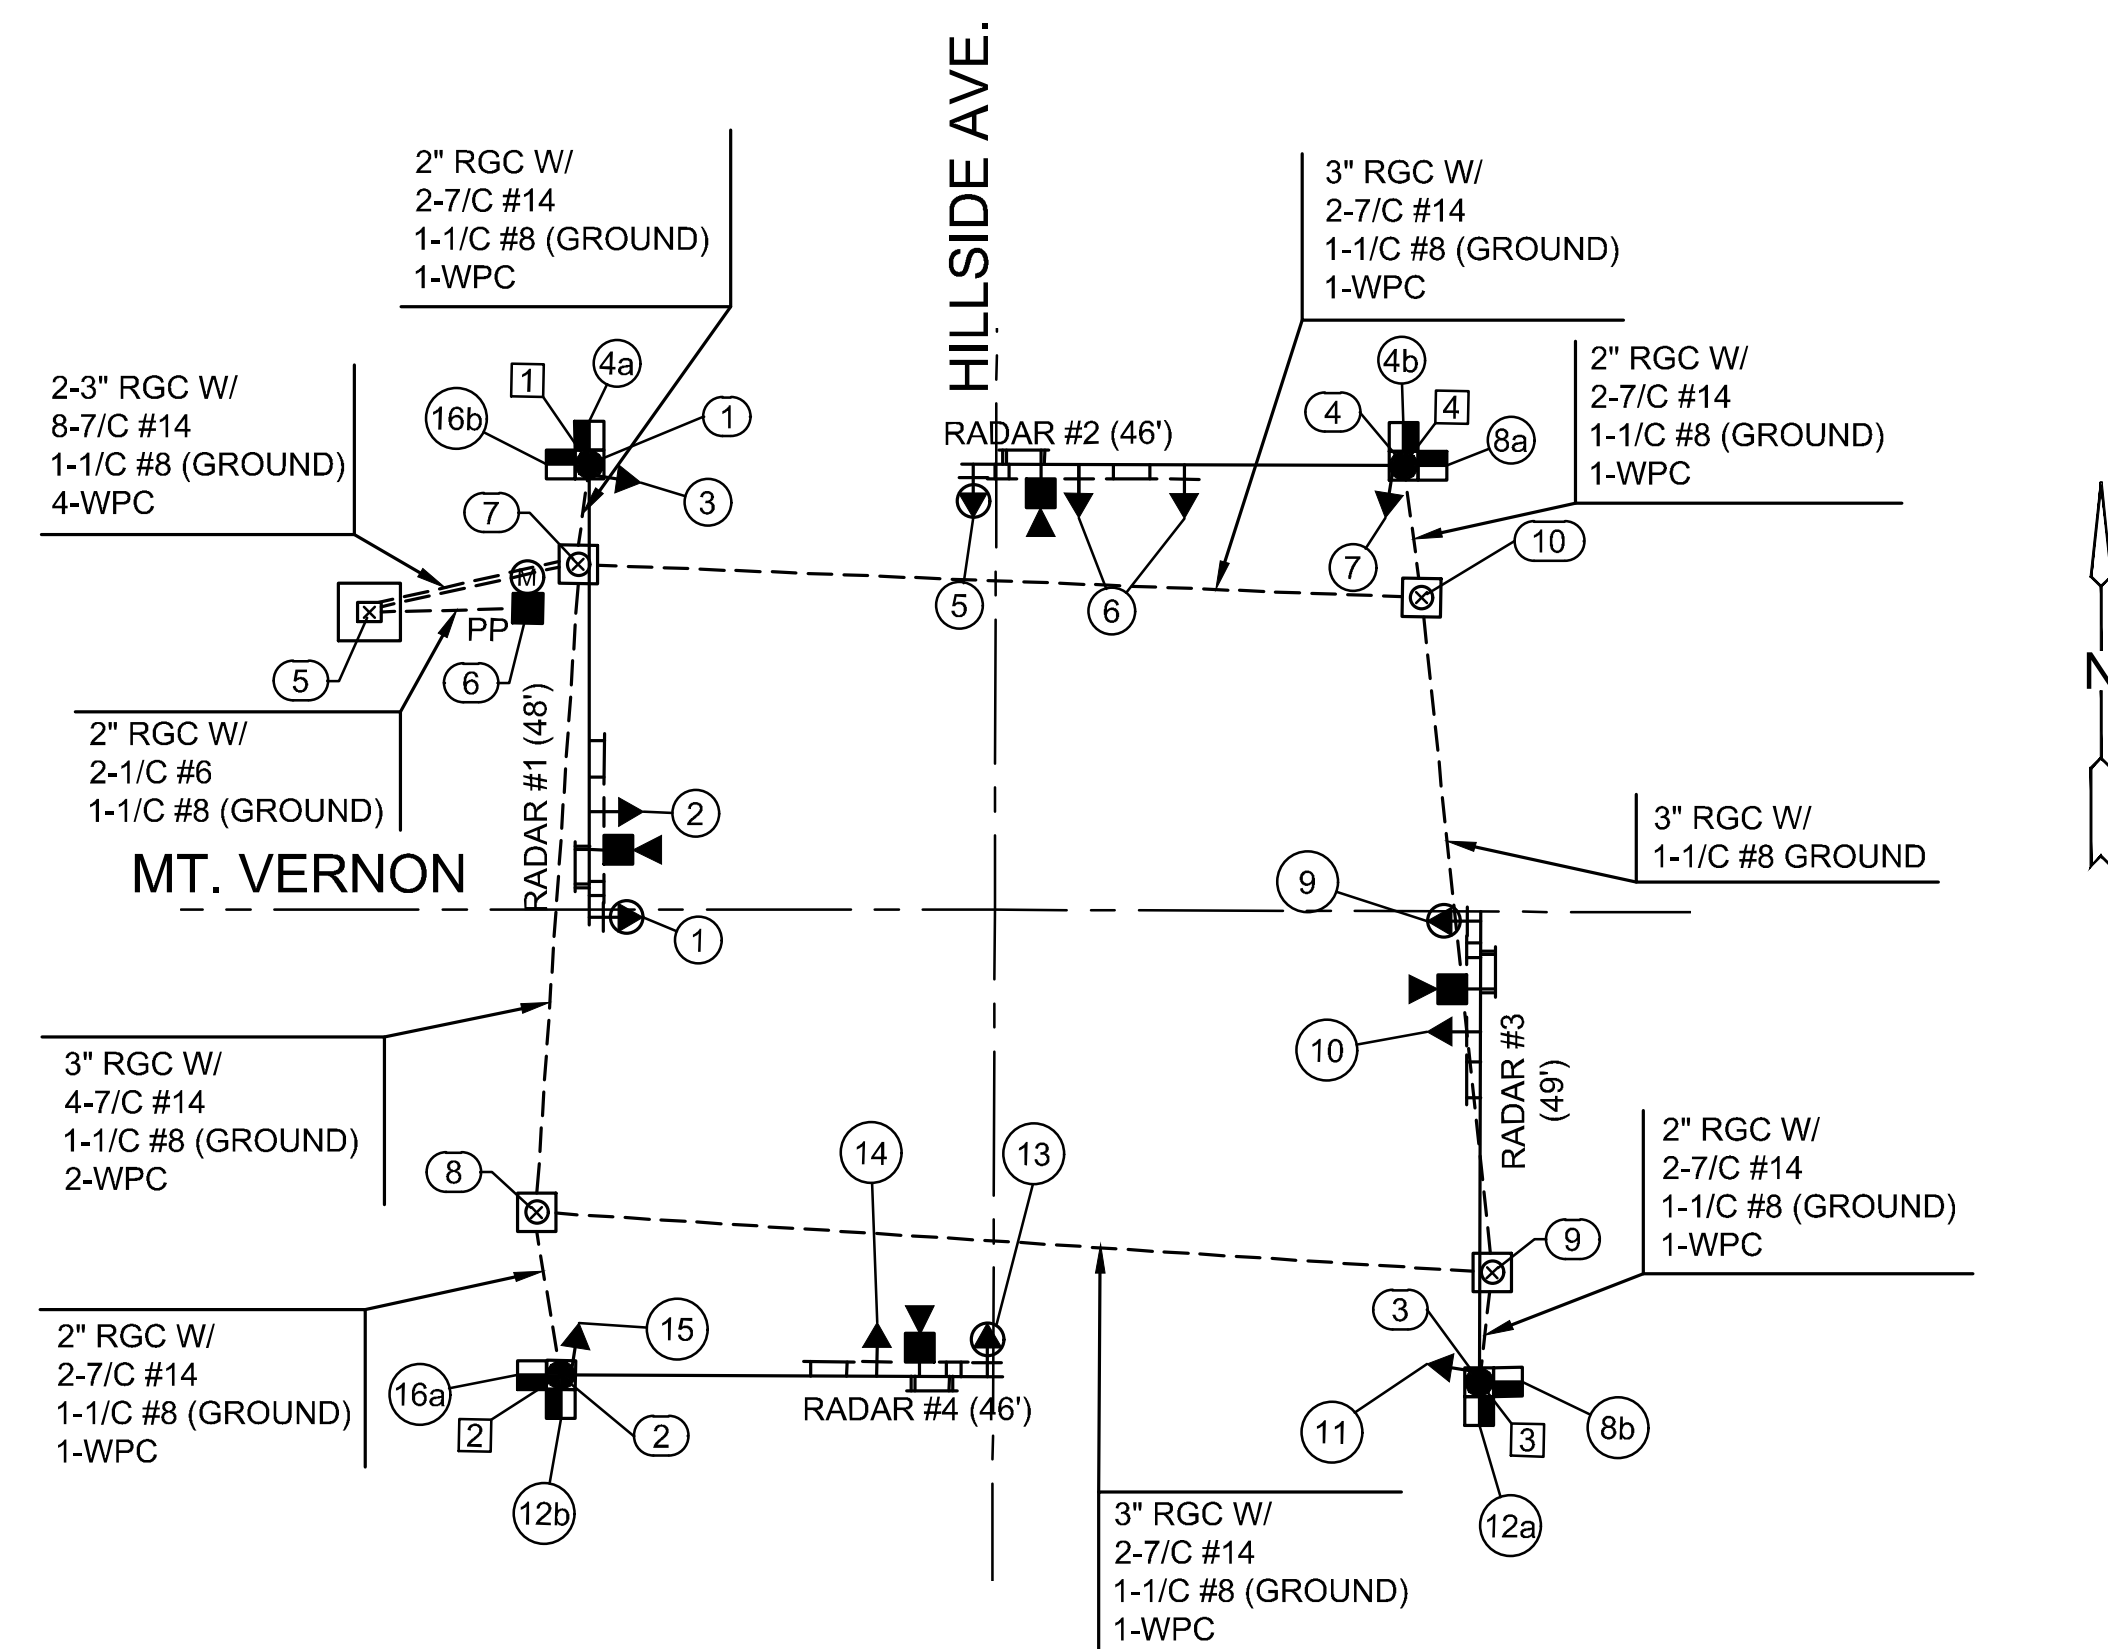 HILLSIDE AVE.
2" RGC W/
2-7/C #14
1-1/C #8 (GROUND)
1-WPC
3" RGC W/
2-7/C #14
1-1/C #8 (GROUND)
1-WPC
2-3" RGC W/
8-7/C #14
1-1/C #8 (GROUND)
4-WPC
2" RGC W/
2-7/C #14
1-1/C #8 (GROUND)
1-WPC
1
4a
16b
1
3
7
RADAR #2 (46')
4b
4
4
8a
5
6
7
10
M
PP
5
6
2" RGC W/
2-1/C #6
1-1/C #8 (GROUND)
RADAR #1 (48')
2
1
MT. VERNON
N
3" RGC W/
1-1/C #8 GROUND
9
10
RADAR #3
(49')
3" RGC W/
4-7/C #14
1-1/C #8 (GROUND)
2-WPC
2" RGC W/
2-7/C #14
1-1/C #8 (GROUND)
1-WPC
8
14
13
9
3
15
2" RGC W/
2-7/C #14
1-1/C #8 (GROUND)
1-WPC
16a
2
2
12b
RADAR #4 (46')
11
3
8b
12a
3" RGC W/
2-7/C #14
1-1/C #8 (GROUND)
1-WPC